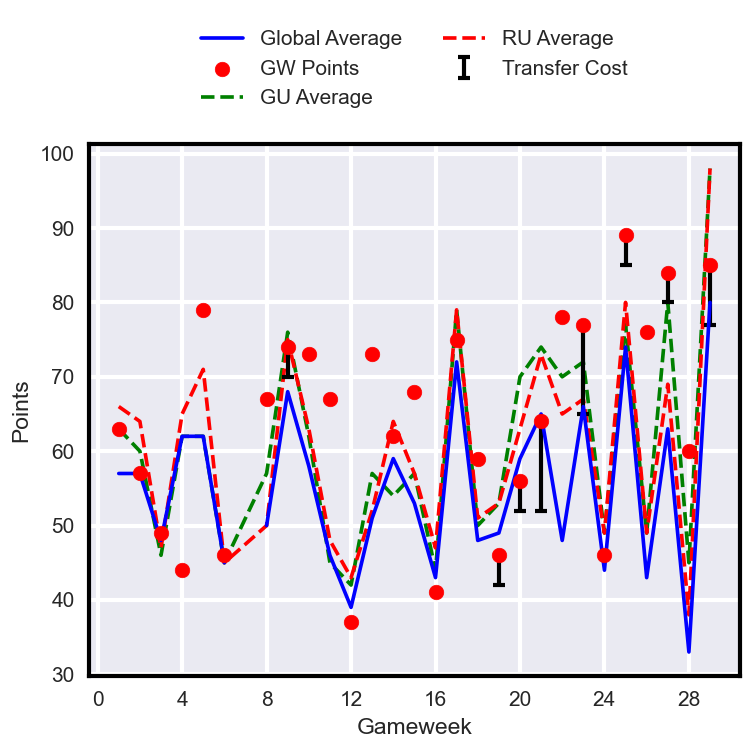 Global Average
GW Points
GU Average
RU Average
Transfer Cost
100
90
80
70
60
50
40
30
Points
0 4 8 12 16 20 24 28
Gameweek